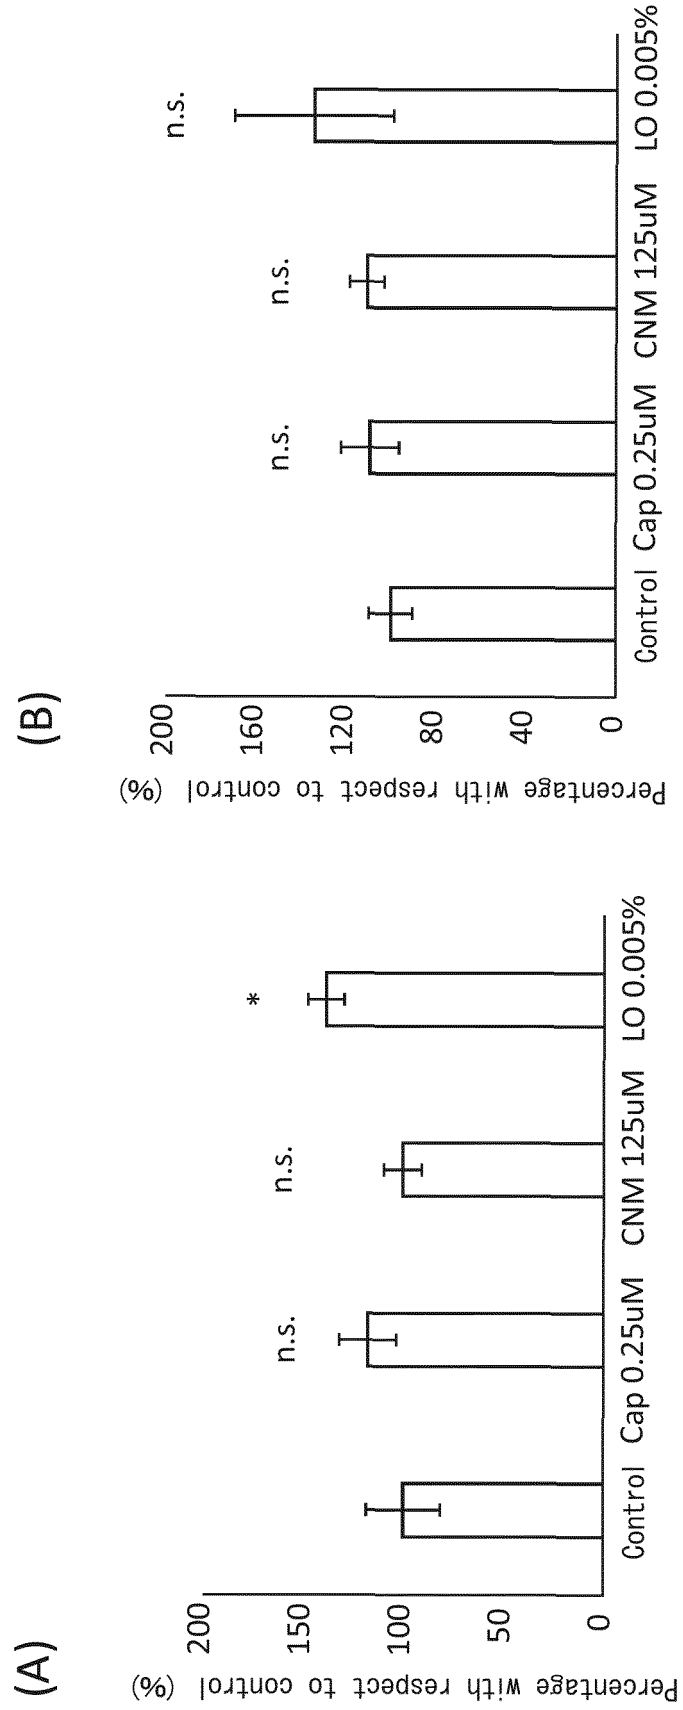 (A)
Percentage with respect to control (%)
200
150
100
50
0
n.s.
n.s.
*
Control
Cap 0.25uM
CNM 125uM
LO 0.005%
(B)
Percentage with respect to control (%)
200
160
120
80
40
0
n.s.
n.s.
n.s.
Control
Cap 0.25uM
CNM 125uM
LO 0.005%